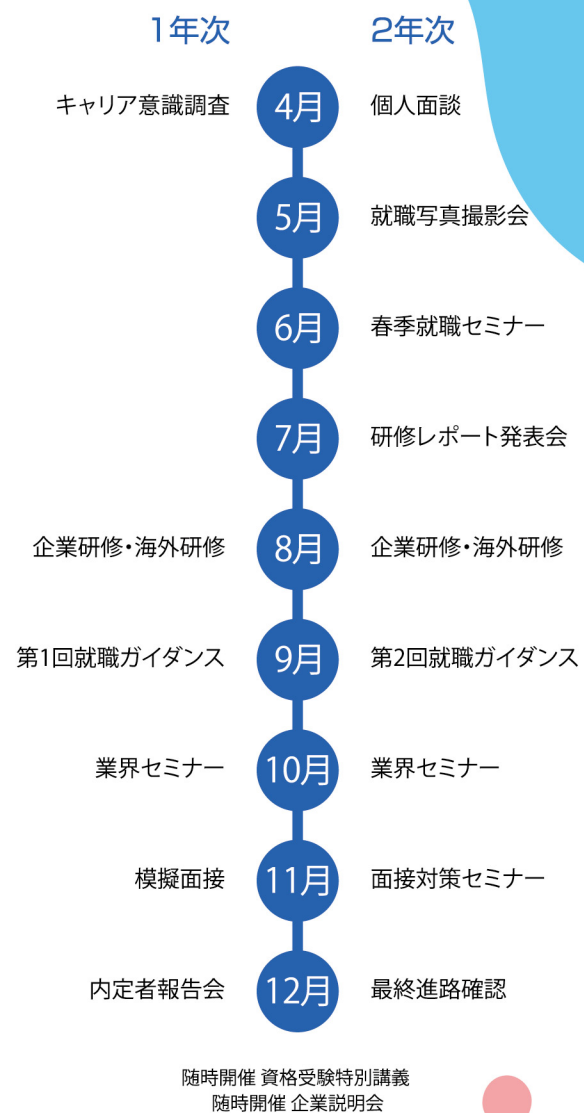 1年次 2年次
キャリア意識調査 4月 個人面談
5月 就職写真撮影会
6月 春季就職セミナー
7月 研修レポート発表会
企業研修・海外研修 8月 企業研修・海外研修
第1回就職ガイダンス 9月 第2回就職ガイダンス
業界セミナー 10月 業界セミナー
模擬面接 11月 面接対策セミナー
内定者報告会 12月 最終進路確認
随時開催 資格受験特別講義
随時開催 企業説明会